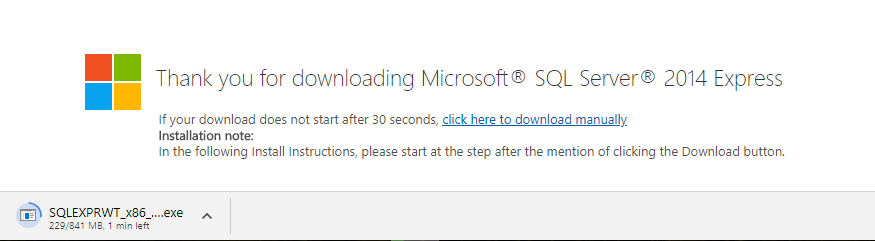 Thank you for downloading Microsoft® SQL Server® 2014 Express
If your download does not start after 30 seconds, click here to download manually
Installation note:
In the following Install Instructions, please start at the step after the mention of clicking the Download button.
SQLEXPRWT_x86_....exe
229/841 MB, 1 min left